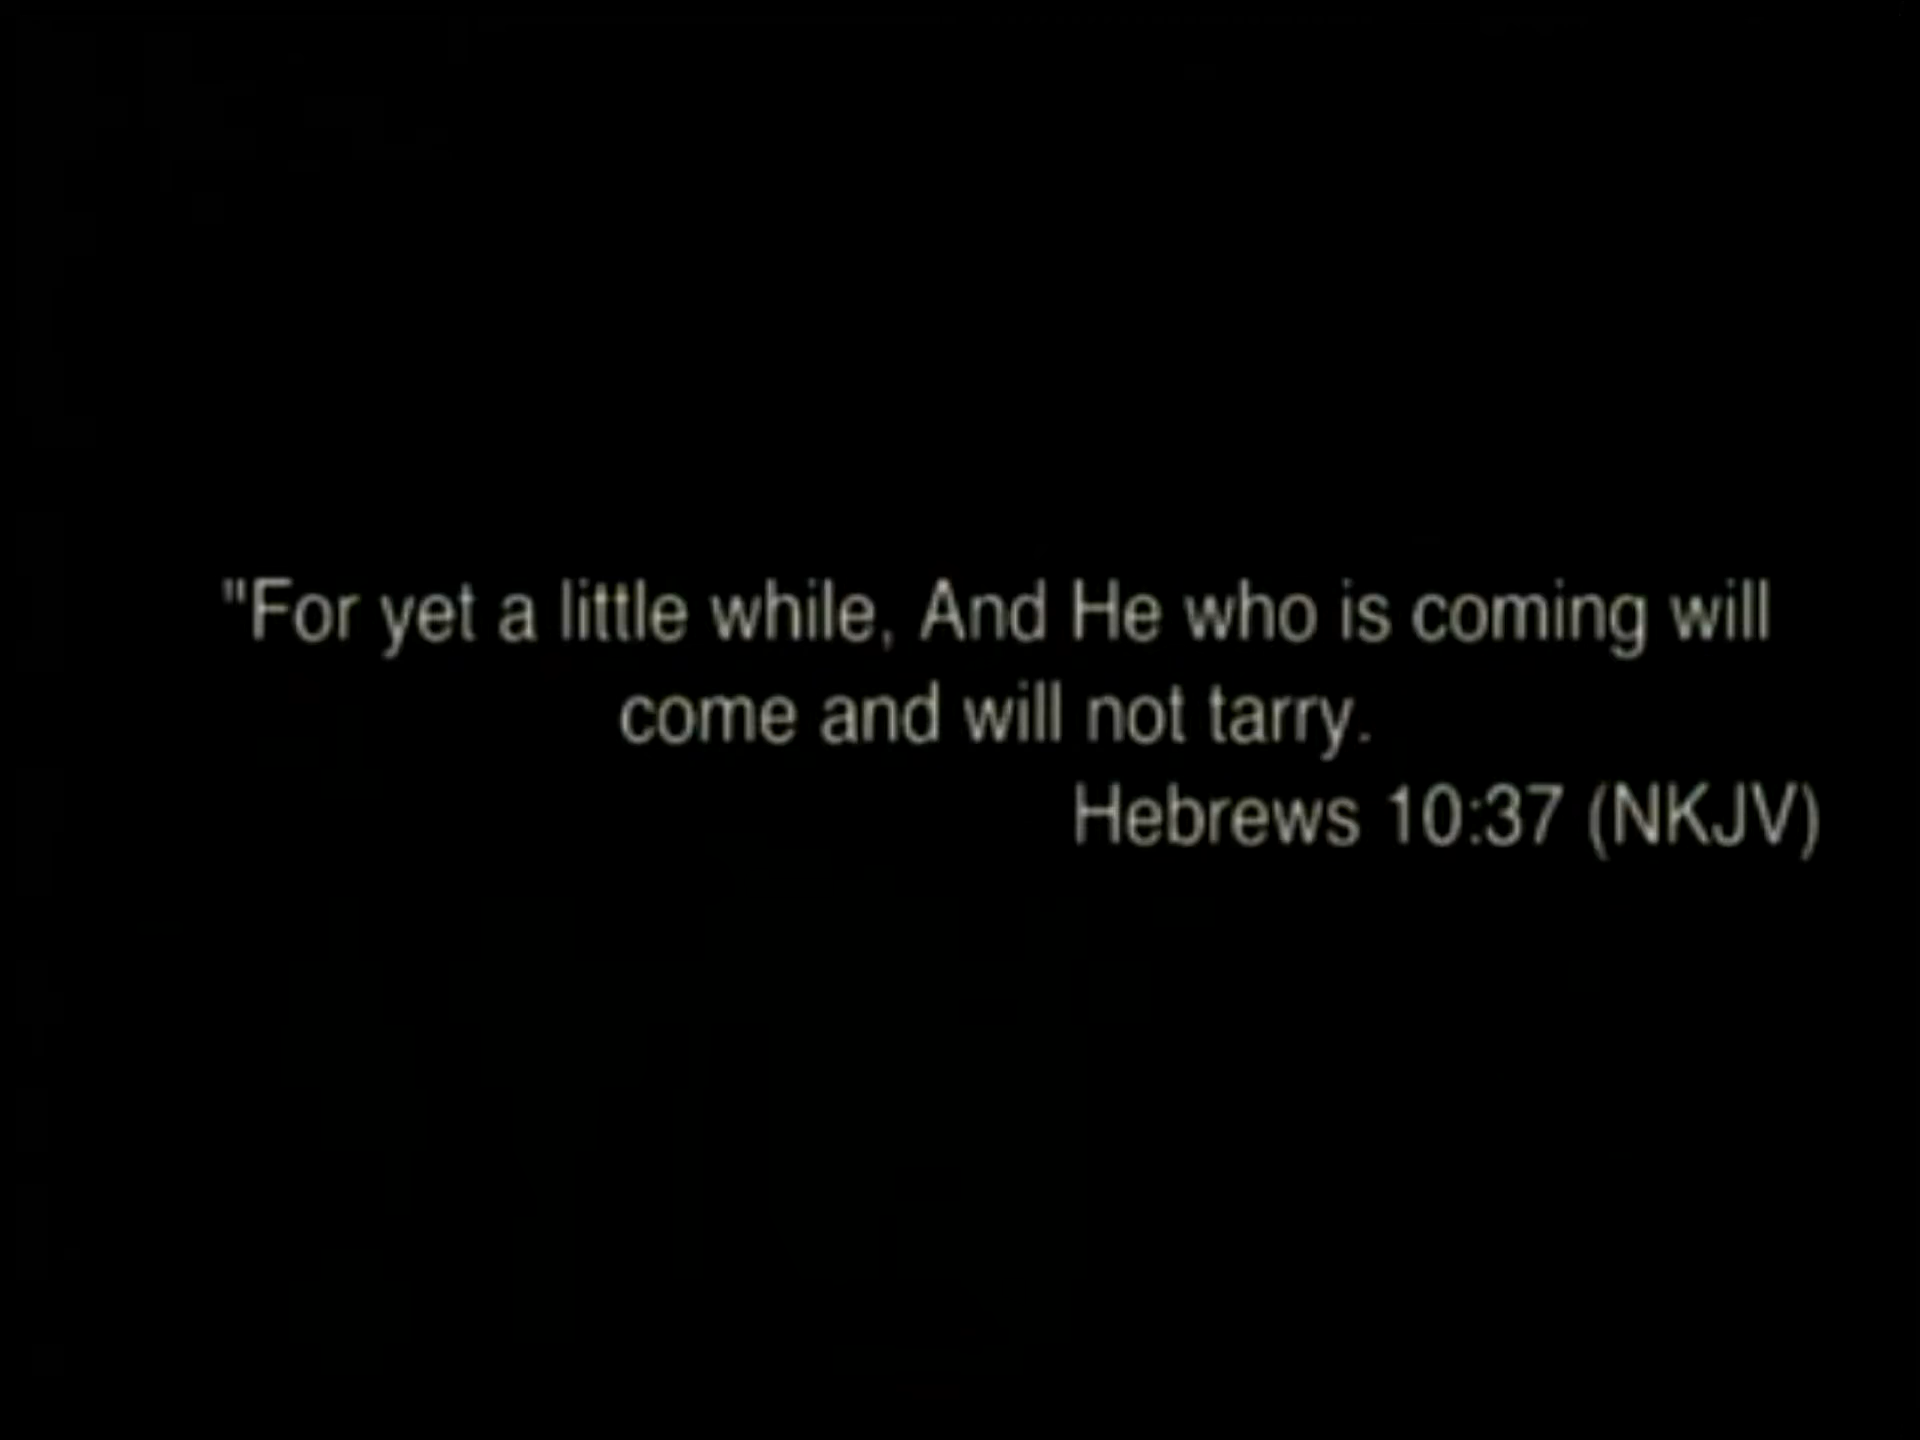 "For yet a little while, And He who is coming will
come and will not tarry.
Hebrews 10:37 (NKJV)